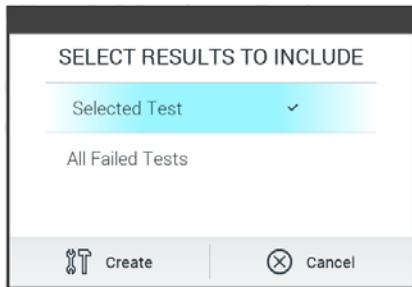 SELECT RESULTS TO INCLUDE
Selected Test
All Failed Tests
Create Cancel